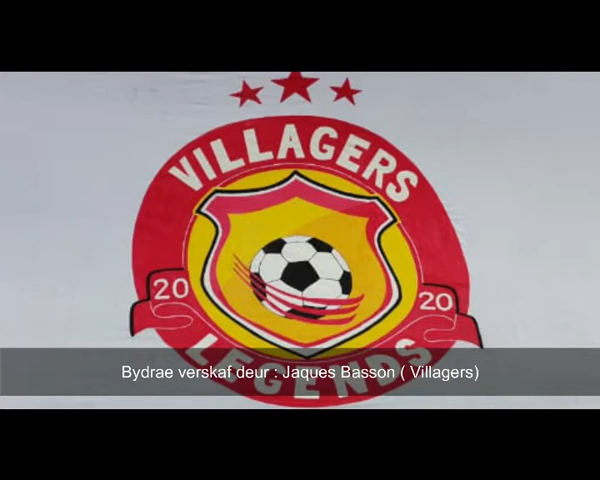 VILLAGERS
20 20
LEGENDS
Bydrae verskaf deur : Jaques Basson ( Villagers)